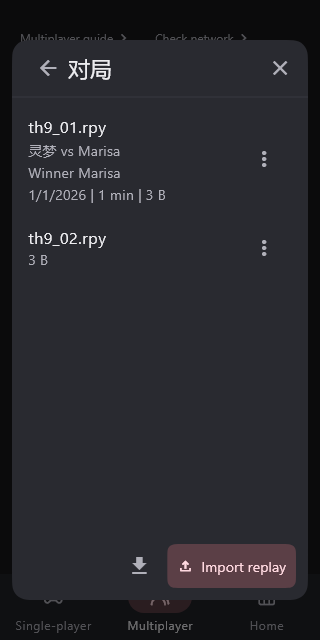 Multiplayer guide
Check network
对局
th9_01.rpy
灵梦 vs Marisa
Winner Marisa
1/1/2026 | 1 min | 3 B
th9_02.rpy
3 B
Import replay
Single-player
Multiplayer
Home